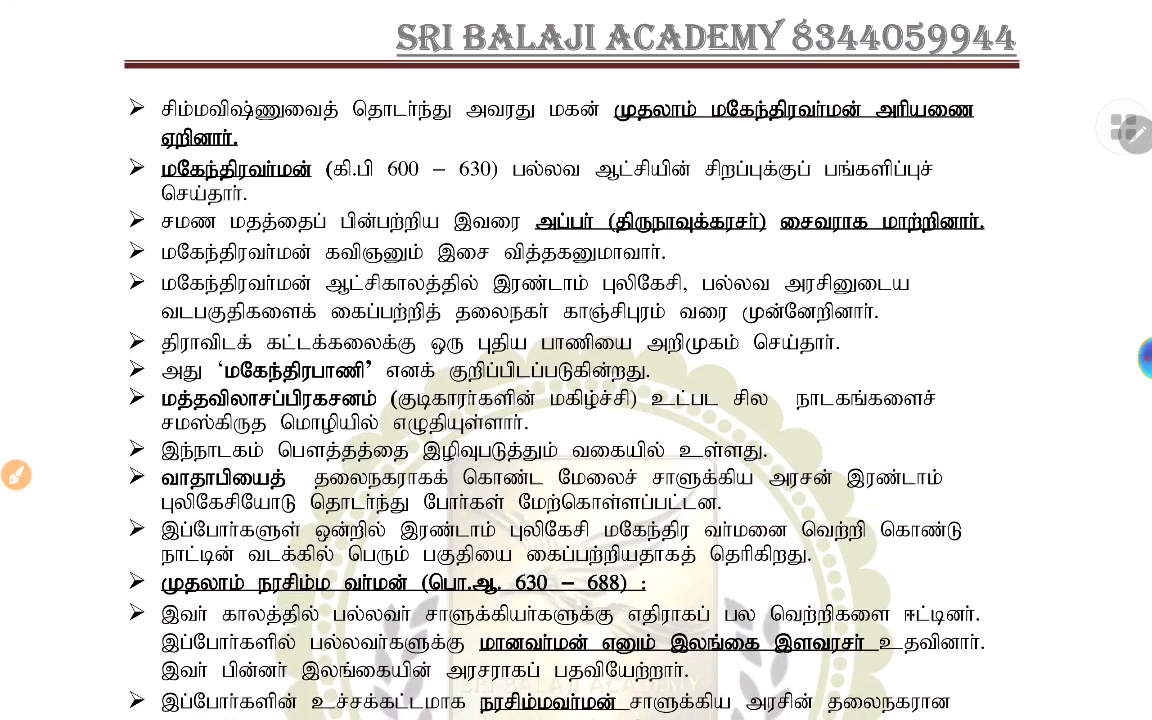 SRI BALAJI ACADEMY 8344059944
➢ சிம்மவிஷ்ணுவைத் தொடர்ந்து அவரது மகன் முதலாம் மகேந்திரவர்மன் அரியணை
ஏறினார்.
➢ மகேந்திரவர்மன் (கி.பி 600 – 630) பல்லவ ஆட்சியின் சிறப்புக்குப் பங்களிப்புச்
செய்தார்.
➢ சமண மதத்தைப் பின்பற்றிய இவரை அப்பர் (திருநாவுக்கரசர்) சைவராக மாற்றினார்.
➢ மகேந்திரவர்மன் கவிஞனும் இசை வித்தகனுமாவார்.
➢ மகேந்திரவர்மன் ஆட்சிகாலத்தில் இரண்டாம் புலிகேசி, பல்லவ அரசினுடைய
வடபகுதிகளைக் கைப்பற்றித் தலைநகர் காஞ்சிபுரம் வரை முன்னேறினார்.
➢ திராவிடக் கட்டக்கலைக்கு ஒரு புதிய பாணியை அறிமுகம் செய்தார்.
➢ அது ‘மகேந்திரபாணி’ எனக் குறிப்பிடப்படுகின்றது.
➢ மத்தவிலாசப்பிரகசனம் (குடிகாரர்களின் மகிழ்ச்சி) உட்பட சில நாடகங்களைச்
சமஸ்கிருத மொழியில் எழுதியுள்ளார்.
➢ இந்நாடகம் பௌத்தத்தை இழிவுபடுத்தும் வகையில் உள்ளது.
➢ வாதாபியைத் தலைநகராகக் கொண்ட மேலைச் சாளுக்கிய அரசன் இரண்டாம்
புலிகேசியோடு தொடர்ந்து போர்கள் மேற்கொள்ளப்பட்டன.
➢ இப்போர்களுள் ஒன்றில் இரண்டாம் புலிகேசி மகேந்திர வர்மனை வெற்றி கொண்டு
நாட்டின் வடக்கில் பெரும் பகுதியை கைப்பற்றியதாகத் தெரிகிறது.
➢ முதலாம் நரசிம்ம வர்மன் (பொ.ஆ. 630 – 688) :
➢ இவர் காலத்தில் பல்லவர் சாளுக்கியர்களுக்கு எதிராகப் பல வெற்றிகளை ஈட்டினர்.
இப்போர்களில் பல்லவர்களுக்கு மானவர்மன் எனும் இலங்கை இளவரசர் உதவினார்.
இவர் பின்னர் இலங்கையின் அரசராகப் பதவியேற்றார்.
➢ இப்போர்களின் உச்சக்கட்டமாக நரசிம்மவர்மன் சாளுக்கிய அரசின் தலைநகரான
SRI BALAJI ACADEMY